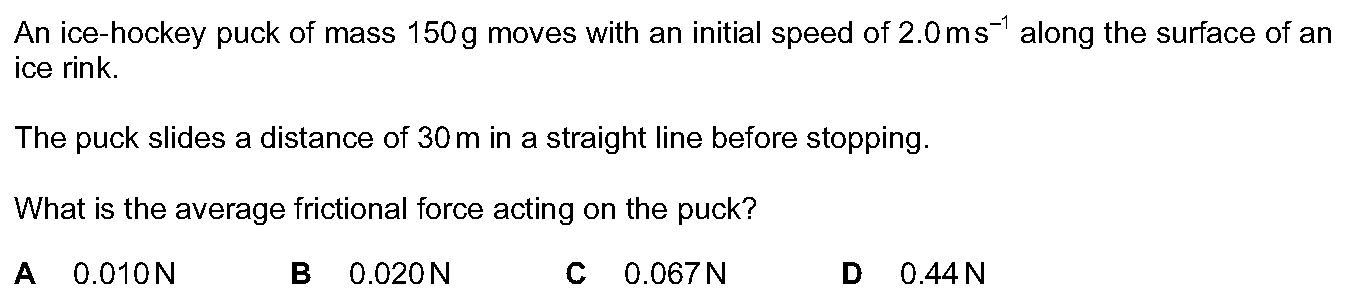 An ice-hockey puck of mass 150 g moves with an initial speed of 2.0 m s⁻¹ along the surface of an
ice rink.
The puck slides a distance of 30 m in a straight line before stopping.
What is the average frictional force acting on the puck?
A 0.010 N B 0.020 N C 0.067 N D 0.44 N